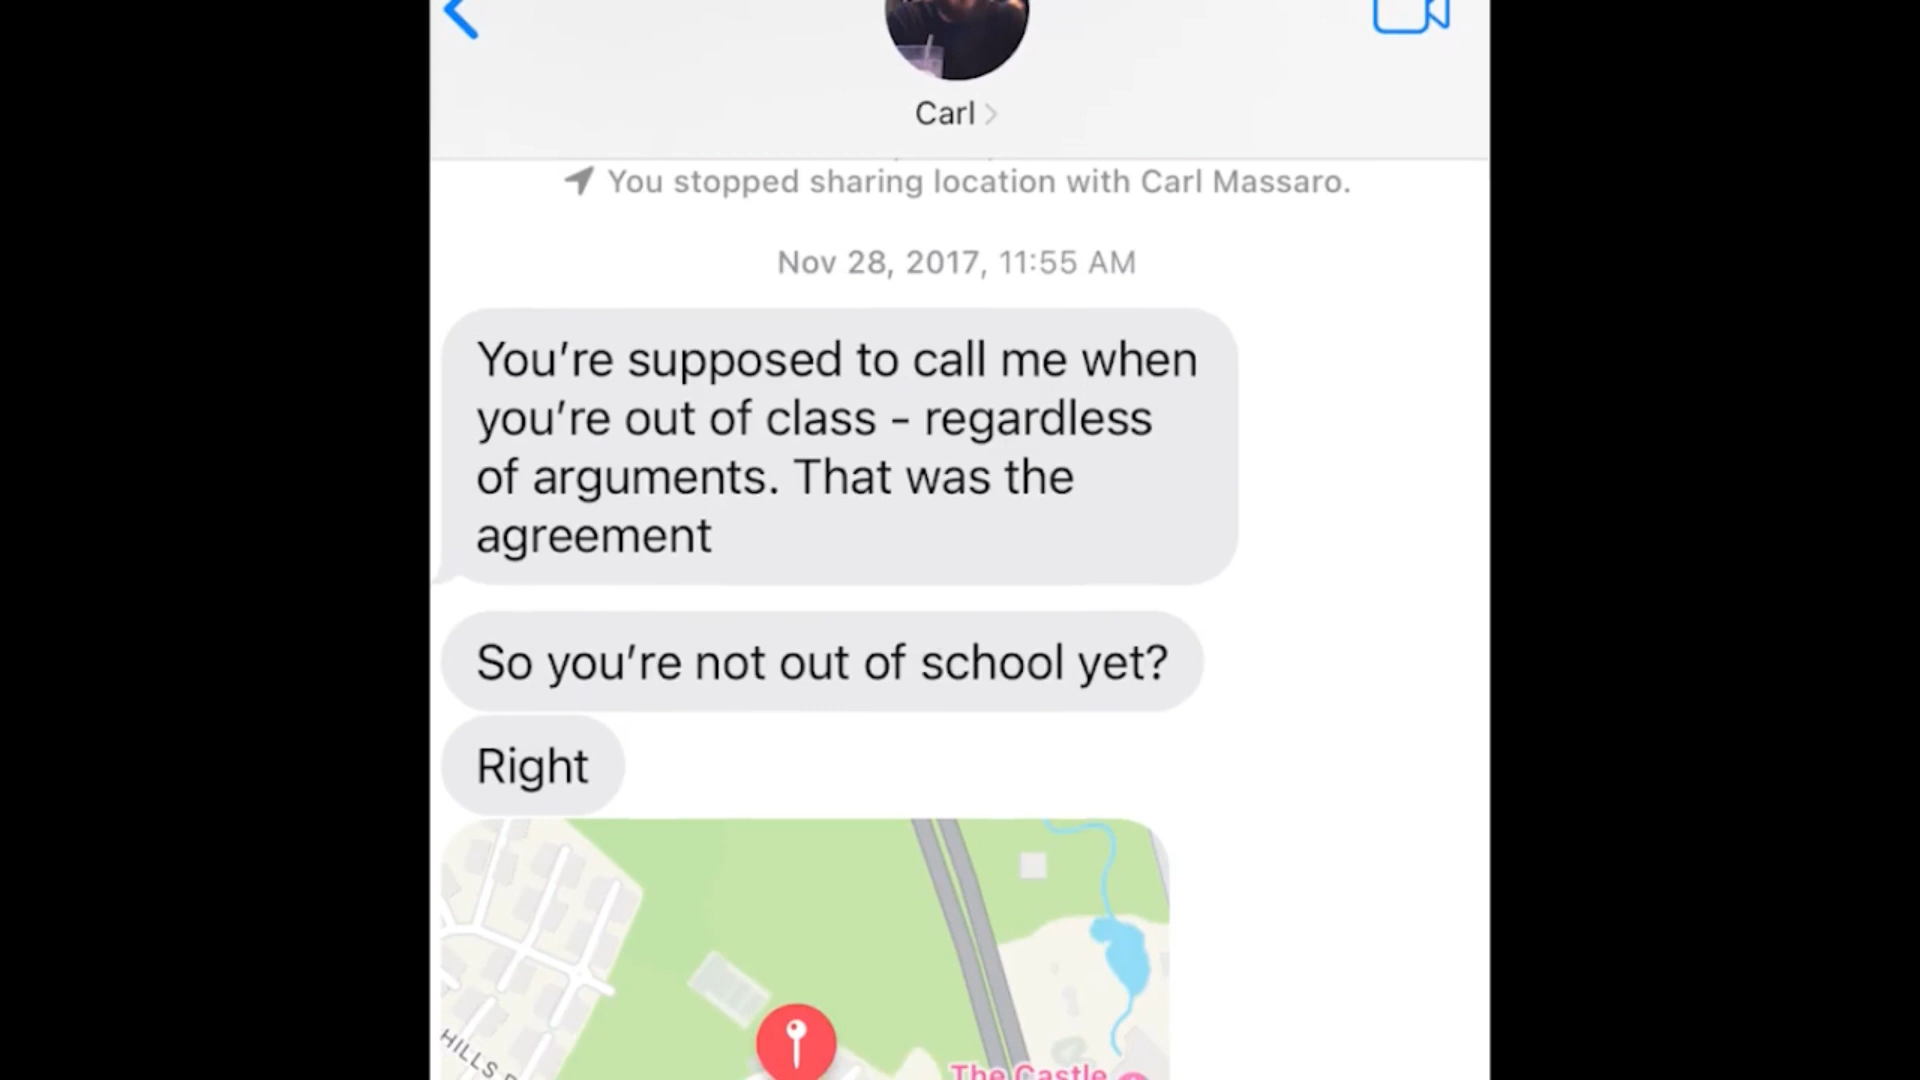 Carl
You stopped sharing location with Carl Massaro.
Nov 28, 2017, 11:55 AM
You're supposed to call me when
you're out of class - regardless
of arguments. That was the
agreement
So you're not out of school yet?
Right
HILLS
The Castle